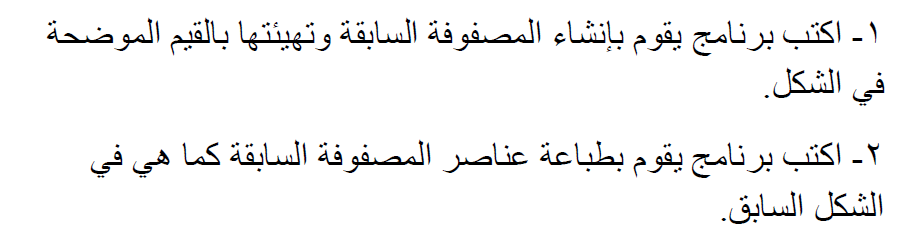 ١- اكتب برنامج يقوم بإنشاء المصفوفة السابقة وتهيئتها بالقيم الموضحة
في الشكل.
٢- اكتب برنامج يقوم بطباعة عناصر المصفوفة السابقة كما هي في
الشكل السابق.